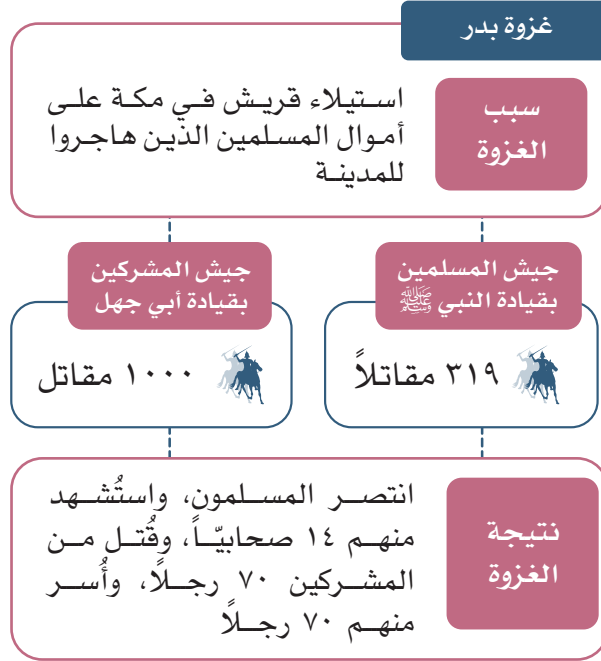 غزوة بدر
سبب
الغزوة
استيلاء قريش في مكة على
أموال المسلمين الذين هاجروا
للمدينة
جيش المسلمين
بقيادة النبي ﷺ
٣١٩ مقاتلاً
جيش المشركين
بقيادة أبي جهل
١٠٠٠ مقاتل
نتيجة
الغزوة
انتصر المسلمون، واستُشهد
منهم ١٤ صحابيّاً، وقُتل من
المشركين ٧٠ رجلاً، وأُسر
منهم ٧٠ رجلاً